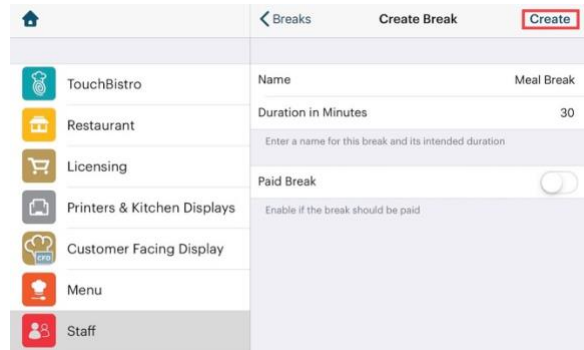 Breaks Create Break Create
TouchBistro
Restaurant
Licensing
Printers & Kitchen Displays
CFD
Customer Facing Display
Menu
Staff
Name Meal Break
Duration in Minutes 30
Enter a name for this break and its intended duration
Paid Break
Enable if the break should be paid